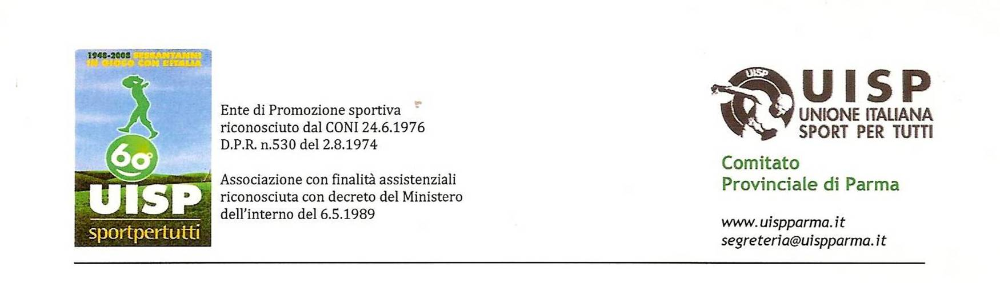 1948-2008 SESSANTANNI
IN GIOCO CON L'ITALIA
60°
UISP
sportpertutti
Ente di Promozione sportiva
riconosciuto dal CONI 24.6.1976
D.P.R. n.530 del 2.8.1974
Associazione con finalità assistenziali
riconosciuta con decreto del Ministero
dell'interno del 6.5.1989
UISP
UISP
UNIONE ITALIANA
SPORT PER TUTTI
Comitato
Provinciale di Parma
www.uispparma.it
segreteria@uispparma.it